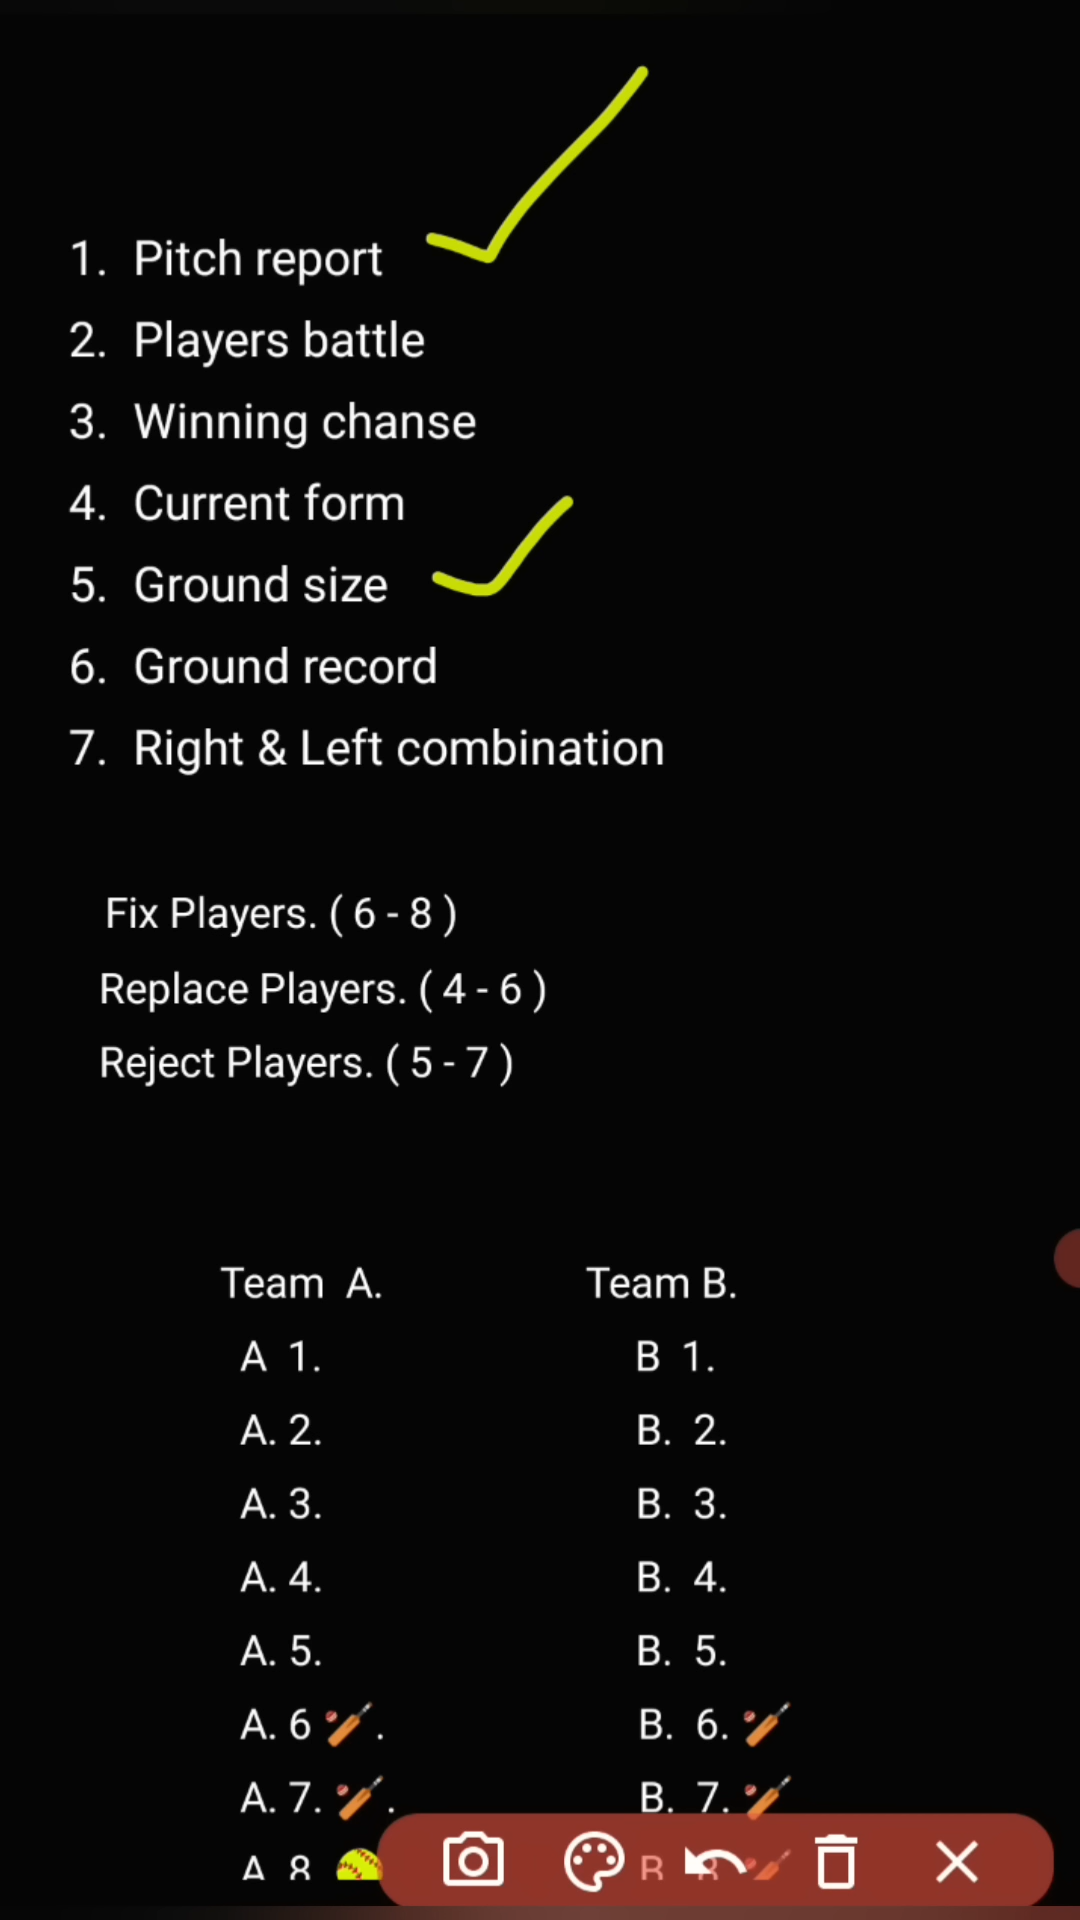 1. Pitch report
2. Players battle
3. Winning chanse
4. Current form
5. Ground size
6. Ground record
7. Right & Left combination
Fix Players. ( 6 - 8 )
Replace Players. ( 4 - 6 )
Reject Players. ( 5 - 7 )
Team A. Team B.
A 1. B 1.
A. 2. B. 2.
A. 3. B. 3.
A. 4. B. 4.
A. 5. B. 5.
A. 6 🏏. B. 6. 🏏
A. 7. 🏏. B. 7. 🏏
A 8 🥎 B 8 🏏